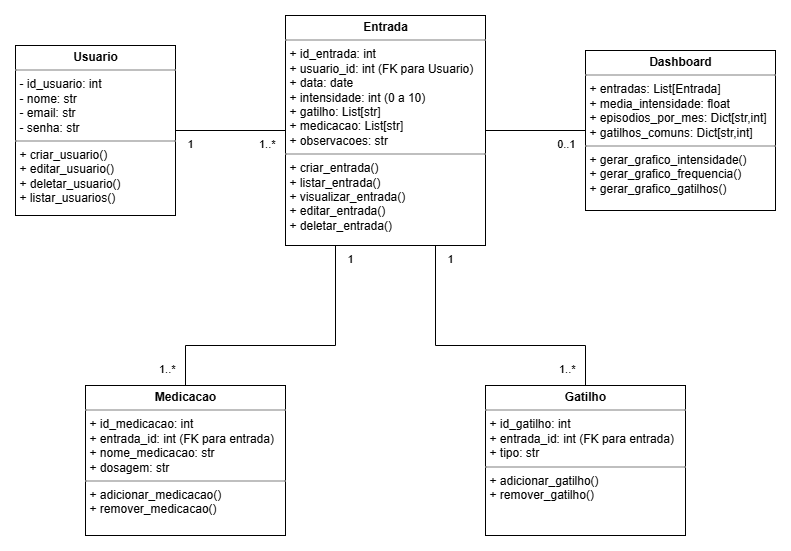 Usuario
- id_usuario: int
- nome: str
- email: str
- senha: str
+ criar_usuario()
+ editar_usuario()
+ deletar_usuario()
+ listar_usuarios()
1
1..*
Entrada
+ id_entrada: int
+ usuario_id: int (FK para Usuario)
+ data: date
+ intensidade: int (0 a 10)
+ gatilho: List[str]
+ medicacao: List[str]
+ observacoes: str
+ criar_entrada()
+ listar_entrada()
+ visualizar_entrada()
+ editar_entrada()
+ deletar_entrada()
0..1
Dashboard
+ entradas: List[Entrada]
+ media_intensidade: float
+ episodios_por_mes: Dict[str,int]
+ gatilhos_comuns: Dict[str,int]
+ gerar_grafico_intensidade()
+ gerar_grafico_frequencia()
+ gerar_grafico_gatilhos()
1
1
1..*
1..*
Medicacao
+ id_medicacao: int
+ entrada_id: int (FK para entrada)
+ nome_medicacao: str
+ dosagem: str
+ adicionar_medicacao()
+ remover_medicacao()
Gatilho
+ id_gatilho: int
+ entrada_id: int (FK para entrada)
+ tipo: str
+ adicionar_gatilho()
+ remover_gatilho()